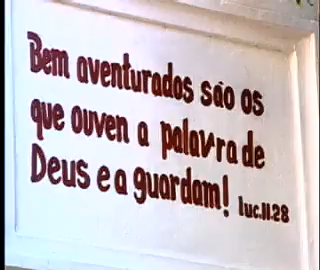 Bem aventurados são os
que ouven a palavra de
Deus e a guardam! luc.11.28